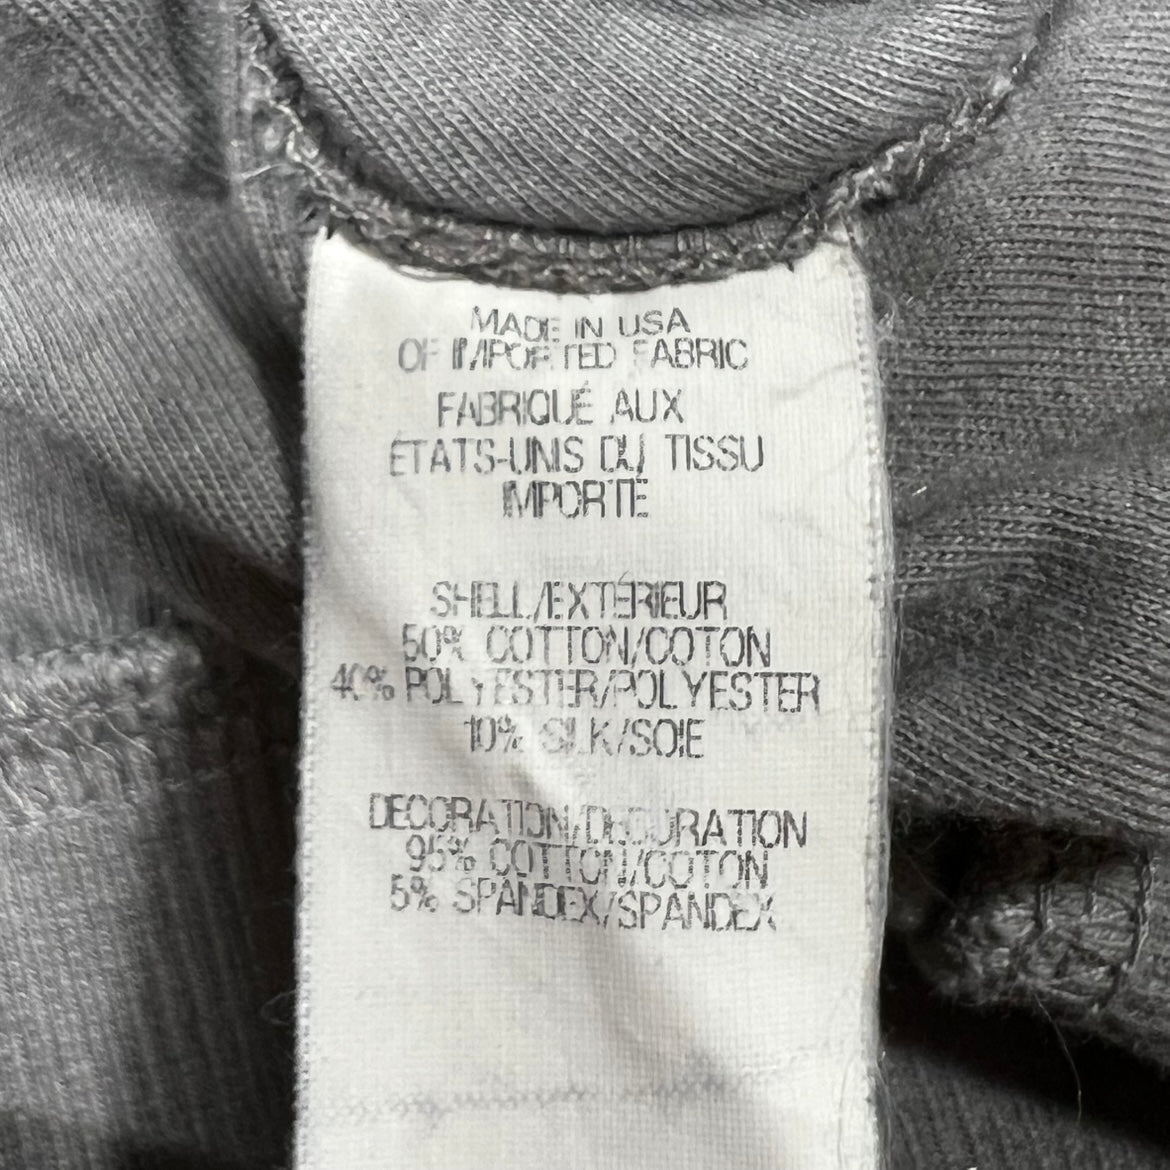 MADE IN USA
OF IMPORTED FABRIC
FABRIQUÉ AUX
ÉTATS-UNIS DU TISSU
IMPORTÉ
SHELL/EXTÉRIEUR
50% COTTON/COTON
40% POLYESTER/POLYESTER
10% SILK/SOIE
DECORATION/DECORATION
95% COTTON/COTON
5% SPANDEX/SPANDEX